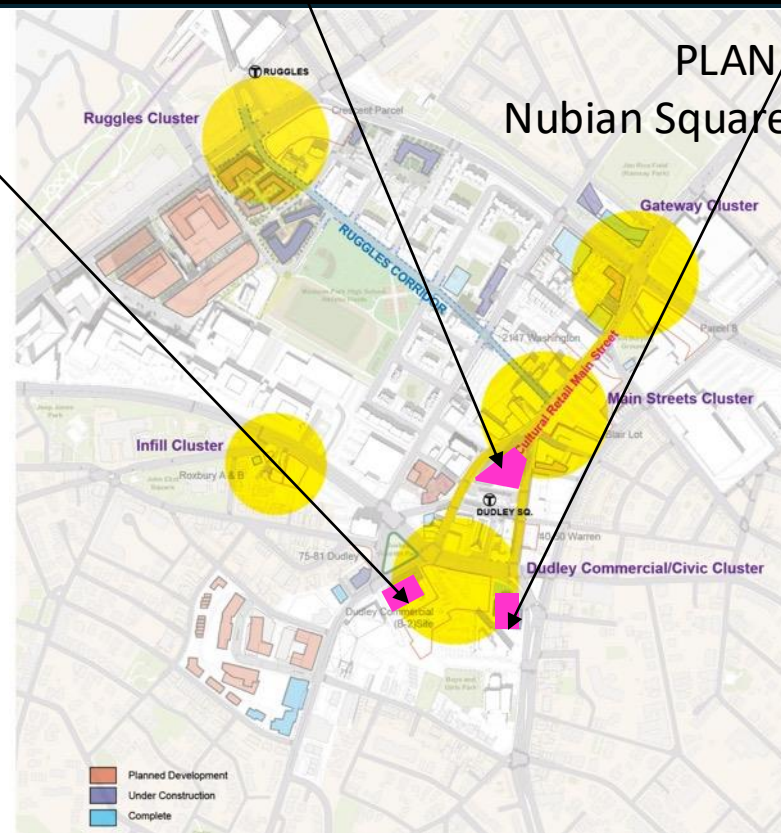 PLAN
Nubian Square
RUGGLES
Ruggles Cluster
Crescent Parcel
Gateway Cluster
RUGGLES CORRIDOR
2147 Washington
Parcel 8
Cultural Retail Main Street
Main Streets Cluster
Blair Lot
Infill Cluster
Roxbury A & B
DUDLEY SQ.
40-50 Warren
75-81 Dudley
Dudley Commercial/Civic Cluster
Dudley Commercial
(B-2)Site
Planned Development
Under Construction
Complete